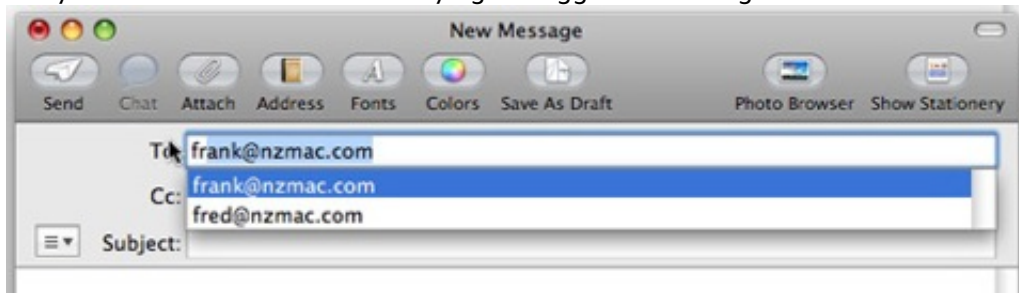 New Message
Send Chat Attach Address Fonts Colors Save As Draft Photo Browser Show Stationery
To: frank@nzmac.com
frank@nzmac.com
Cc:
fred@nzmac.com
Subject: